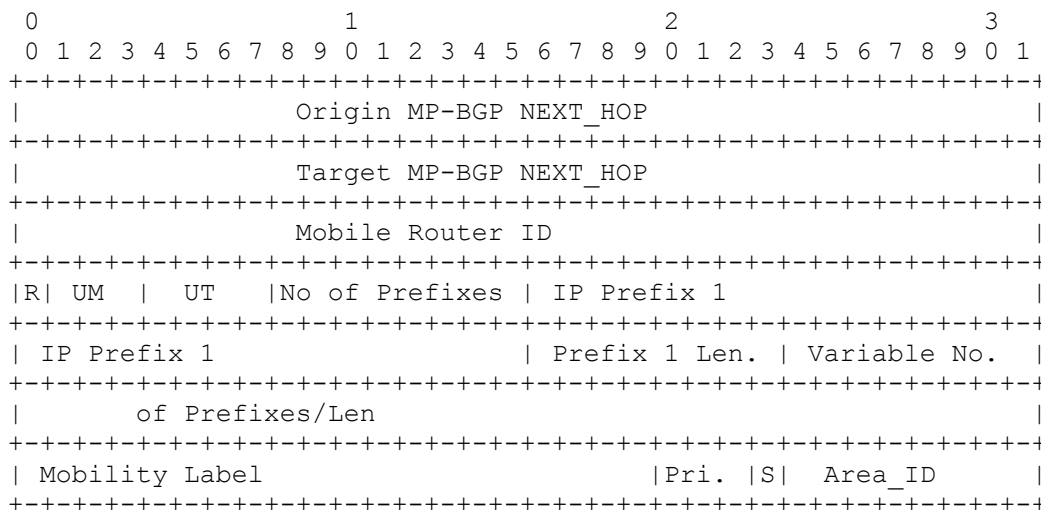 0                   1                   2                   3
 0 1 2 3 4 5 6 7 8 9 0 1 2 3 4 5 6 7 8 9 0 1 2 3 4 5 6 7 8 9 0 1
+-+-+-+-+-+-+-+-+-+-+-+-+-+-+-+-+-+-+-+-+-+-+-+-+-+-+-+-+-+-+-+-+
|                 Origin MP-BGP NEXT_HOP                        |
+-+-+-+-+-+-+-+-+-+-+-+-+-+-+-+-+-+-+-+-+-+-+-+-+-+-+-+-+-+-+-+-+
|                 Target MP-BGP NEXT_HOP                        |
+-+-+-+-+-+-+-+-+-+-+-+-+-+-+-+-+-+-+-+-+-+-+-+-+-+-+-+-+-+-+-+-+
|                 Mobile Router ID                              |
+-+-+-+-+-+-+-+-+-+-+-+-+-+-+-+-+-+-+-+-+-+-+-+-+-+-+-+-+-+-+-+-+
|R| UM  |  UT   |No of Prefixes | IP Prefix 1                   |
+-+-+-+-+-+-+-+-+-+-+-+-+-+-+-+-+-+-+-+-+-+-+-+-+-+-+-+-+-+-+-+-+
| IP Prefix 1                   | Prefix 1 Len. | Variable No.  |
+-+-+-+-+-+-+-+-+-+-+-+-+-+-+-+-+-+-+-+-+-+-+-+-+-+-+-+-+-+-+-+-+
|       of Prefixes/Len                                         |
+-+-+-+-+-+-+-+-+-+-+-+-+-+-+-+-+-+-+-+-+-+-+-+-+-+-+-+-+-+-+-+-+
| Mobility Label                        |Pri. |S|  Area_ID      |
+-+-+-+-+-+-+-+-+-+-+-+-+-+-+-+-+-+-+-+-+-+-+-+-+-+-+-+-+-+-+-+-+